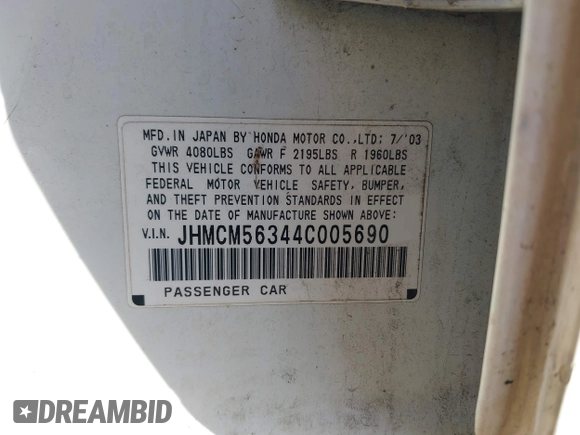 MFD. IN JAPAN BY HONDA MOTOR CO.,LTD; 7/'03
GVWR 4080LBS GAWR F 2195LBS R 1960LBS
THIS VEHICLE CONFORMS TO ALL APPLICABLE
FEDERAL MOTOR VEHICLE SAFETY, BUMPER,
AND THEFT PREVENTION STANDARDS IN EFFECT
ON THE DATE OF MANUFACTURE SHOWN ABOVE:
V.I.N. JHMCM56344C005690
PASSENGER CAR
DREAMBID